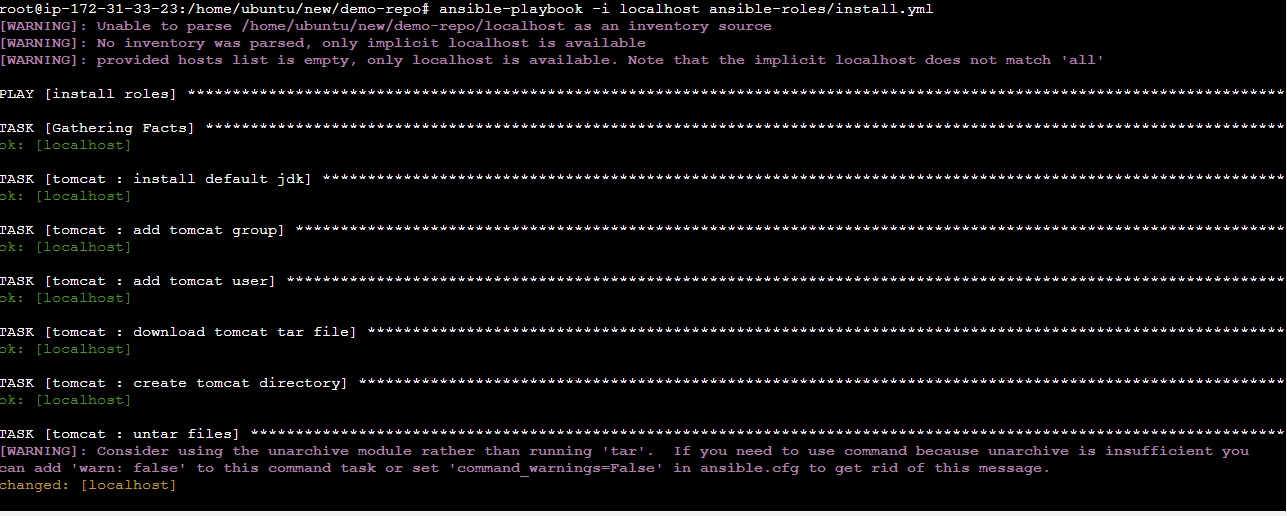 root@ip-172-31-33-23:/home/ubuntu/new/demo-repo# ansible-playbook -i localhost ansible-roles/install.yml
[WARNING]: Unable to parse /home/ubuntu/new/demo-repo/localhost as an inventory source
[WARNING]: No inventory was parsed, only implicit localhost is available
[WARNING]: provided hosts list is empty, only localhost is available. Note that the implicit localhost does not match 'all'
PLAY [install roles] **************************************************************************************************************************
TASK [Gathering Facts] ************************************************************************************************************************
ok: [localhost]
TASK [tomcat : install default jdk] ***********************************************************************************************************
ok: [localhost]
TASK [tomcat : add tomcat group] **************************************************************************************************************
ok: [localhost]
TASK [tomcat : add tomcat user] ***************************************************************************************************************
ok: [localhost]
TASK [tomcat : download tomcat tar file] ******************************************************************************************************
ok: [localhost]
TASK [tomcat : create tomcat directory] *******************************************************************************************************
ok: [localhost]
TASK [tomcat : untar files] *******************************************************************************************************************
[WARNING]: Consider using the unarchive module rather than running 'tar'.  If you need to use command because unarchive is insufficient you
can add 'warn: false' to this command task or set 'command_warnings=False' in ansible.cfg to get rid of this message.
changed: [localhost]